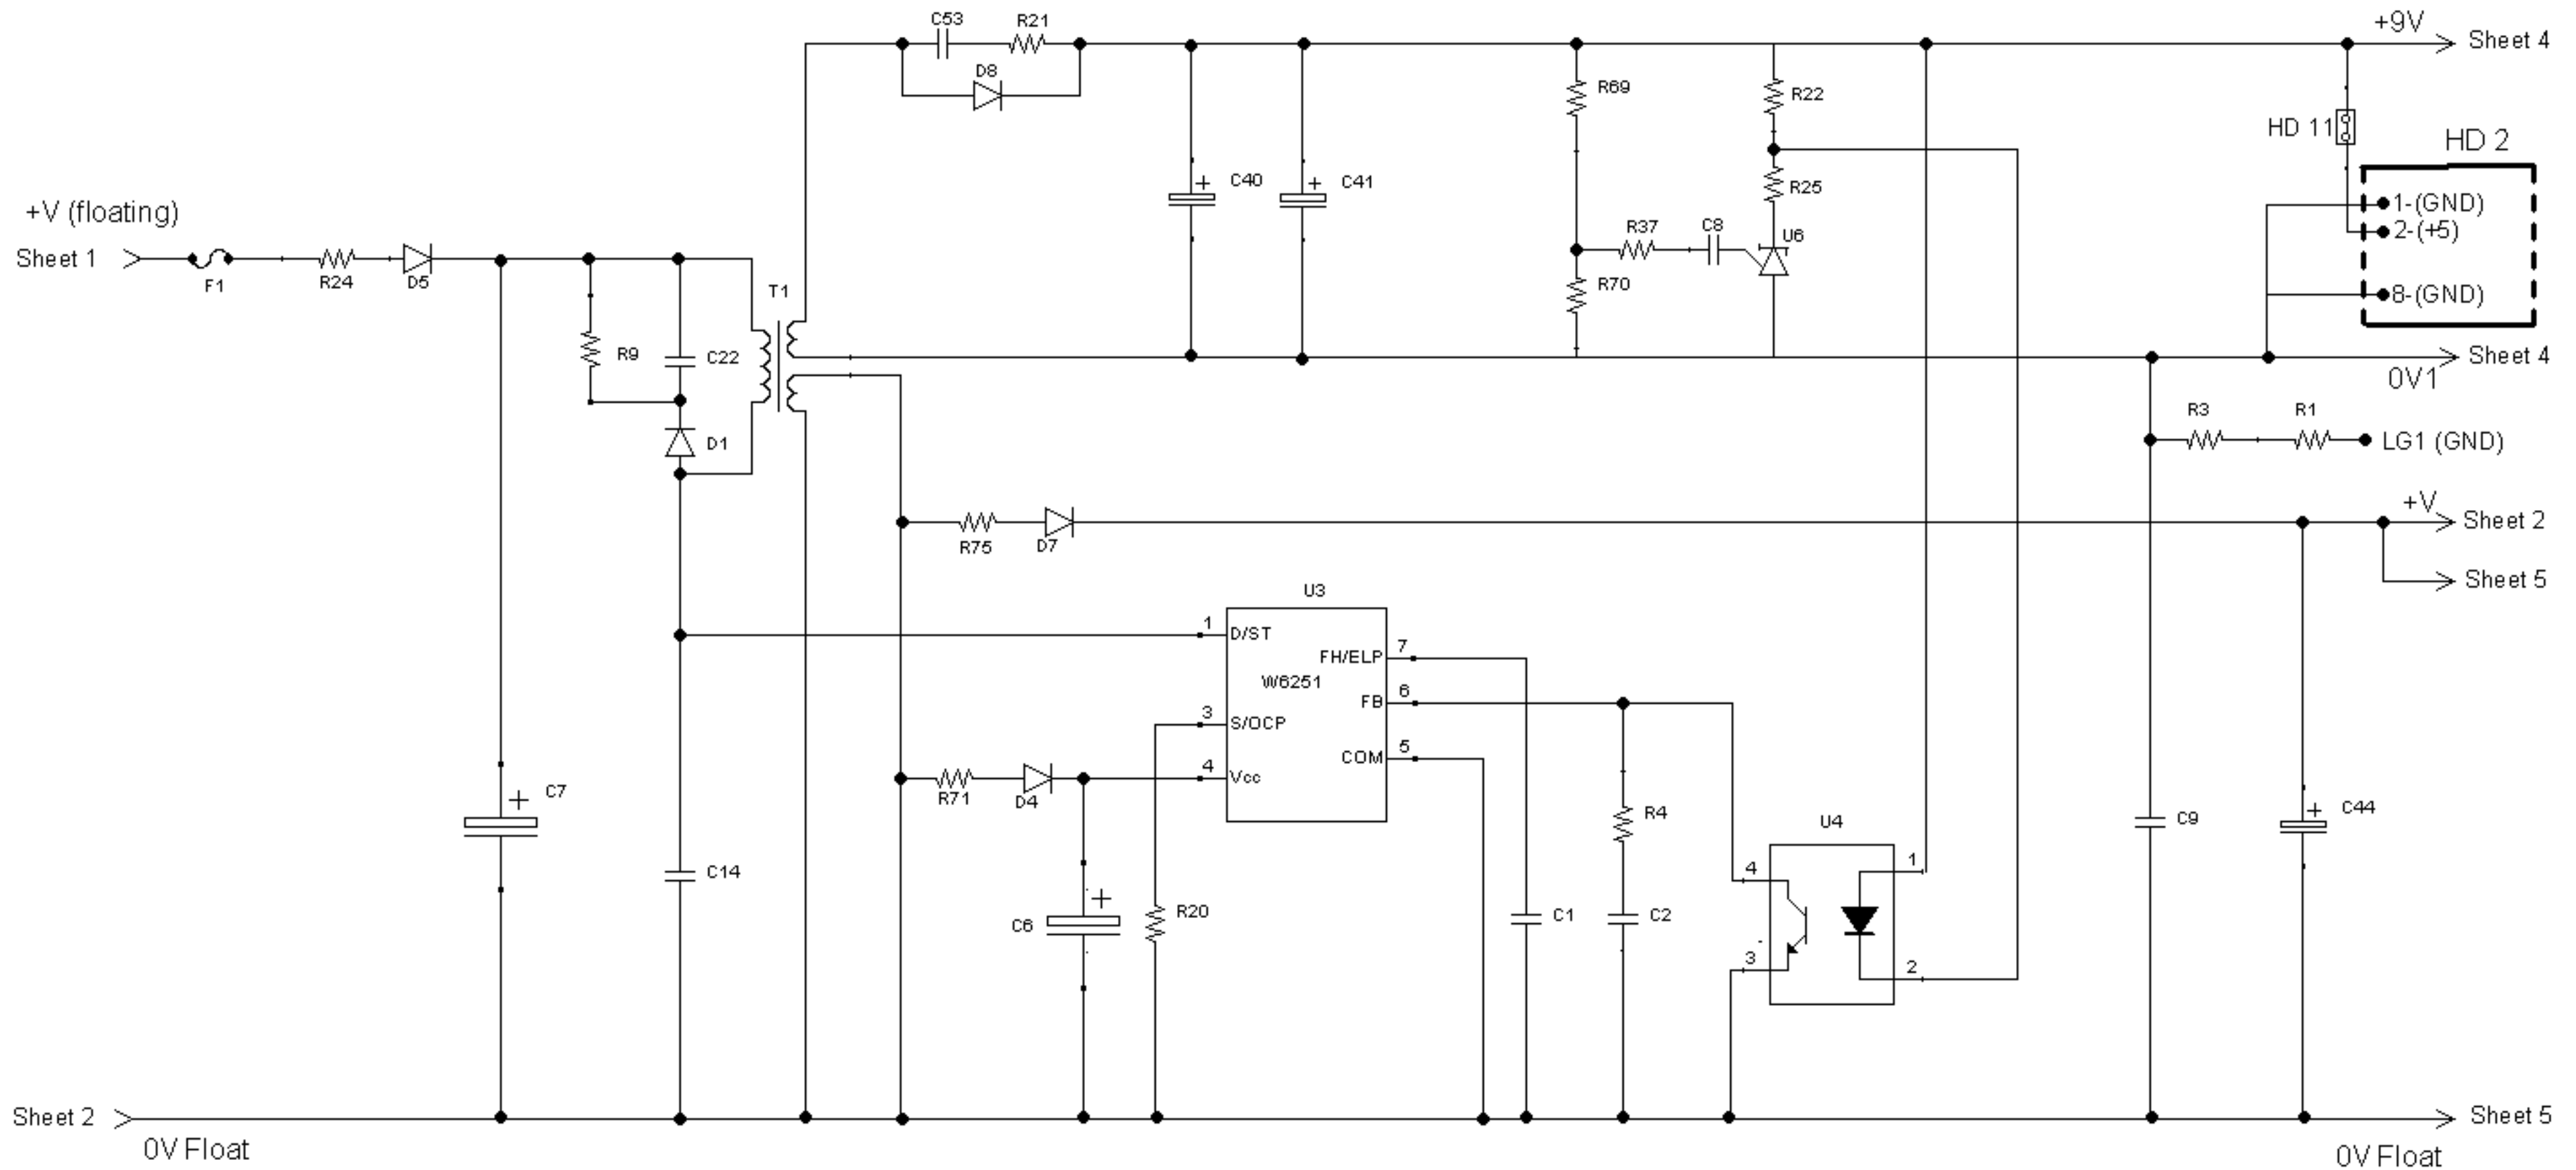 C53
R21
+9V
Sheet 4
D8
R69
R22
HD 11
HD 2
C40
C41
R25
1-(GND)
+V (floating)
R37
C8
U6
2-(+5)
Sheet 1
F1
R24
D5
T1
R70
8-(GND)
R9
C22
Sheet 4
0V1
R3
R1
D1
LG1 (GND)
+V
Sheet 2
R75
D7
Sheet 5
U3
1
D/ST
7
FH/ELP
W6251
6
FB
3
S/OCP
5
COM
4
Vcc
C7
R71
D4
R4
U4
C9
C44
1
4
C14
C6
R20
C1
C2
3
2
Sheet 2
Sheet 5
0V Float
0V Float